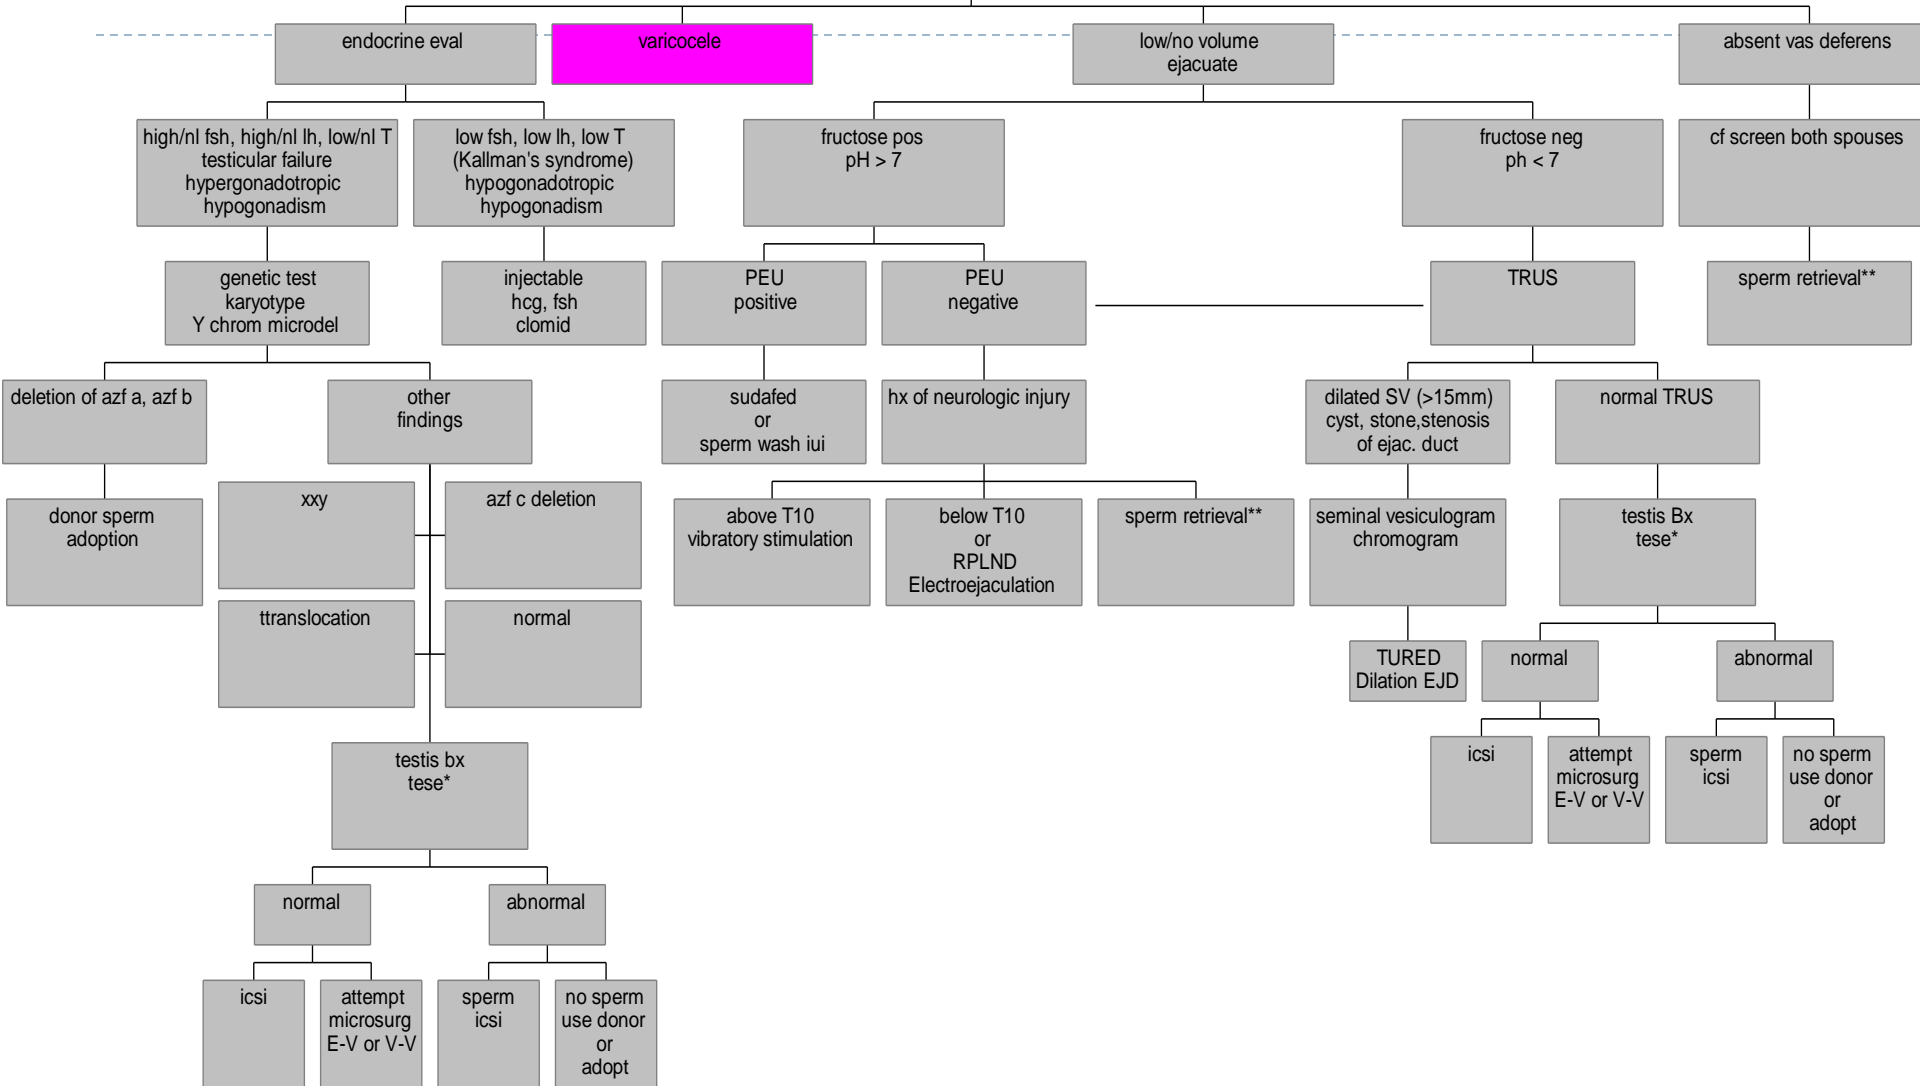 endocrine eval
varicocele
low/no volume
ejacuate
absent vas deferens
high/nl fsh, high/nl lh, low/nl T
testicular failure
hypergonadotropic
hypogonadism
low fsh, low lh, low T
(Kallman's syndrome)
hypogonadotropic
hypogonadism
fructose pos
pH > 7
fructose neg
ph < 7
cf screen both spouses
genetic test
karyotype
Y chrom microdel
injectable
hcg, fsh
clomid
PEU
positive
PEU
negative
TRUS
sperm retrieval**
deletion of azf a, azf b
other
findings
sudafed
or
sperm wash iui
hx of neurologic injury
dilated SV (>15mm)
cyst, stone,stenosis
of ejac. duct
normal TRUS
donor sperm
adoption
xxy
azf c deletion
above T10
vibratory stimulation
below T10
or
RPLND
Electroejaculation
sperm retrieval**
seminal vesiculogram
chromogram
testis Bx
tese*
ttranslocation
normal
TURED
Dilation EJD
normal
abnormal
icsi
attempt
microsurg
E-V or V-V
sperm
icsi
no sperm
use donor
or
adopt
testis bx
tese*
normal
abnormal
icsi
attempt
microsurg
E-V or V-V
sperm
icsi
no sperm
use donor
or
adopt